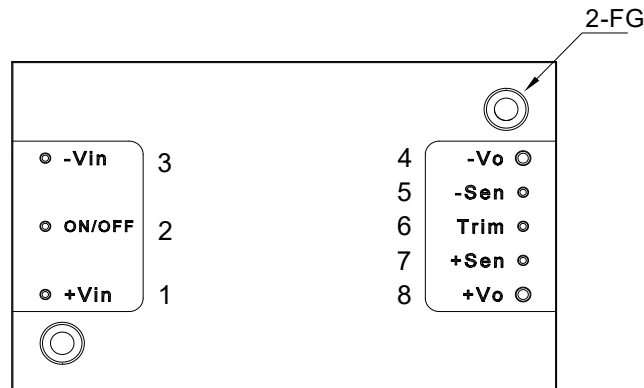 2-FG
-Vin 3
ON/OFF 2
+Vin 1
4 -Vo
5 -Sen
6 Trim
7 +Sen
8 +Vo